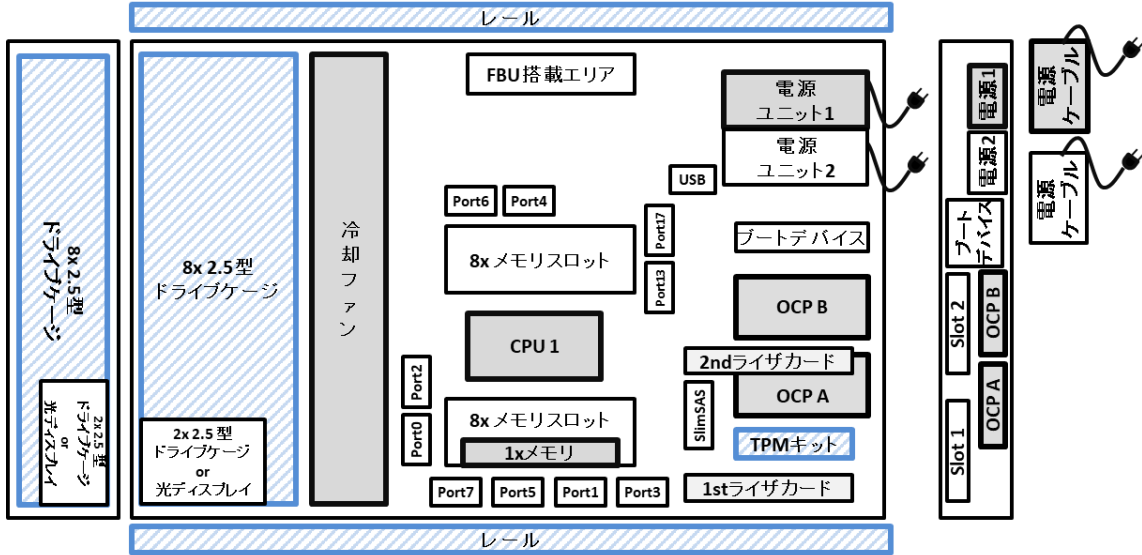 レール
8x 2.5型
ドライブケージ
2x 2.5 型
ドライブケージ
or
光ディスプレイ
8x 2.5型
ドライブケージ
2x 2.5 型
ドライブケージ
or
光ディスプレイ
冷却ファン
FBU搭載エリア
電源
ユニット1
電源
ユニット2
USB
Port6
Port4
Port17
Port13
8xメモリスロット
ブートデバイス
OCP B
CPU 1
2ndライザカード
OCP A
Port2
Port0
SlimSAS
8xメモリスロット
1xメモリ
TPMキット
Port7
Port5
Port1
Port3
1stライザカード
電源1
電源2
ブート
デバイス
Slot 2
OCP B
Slot 1
OCP A
電源
ケーブル
電源
ケーブル
レール